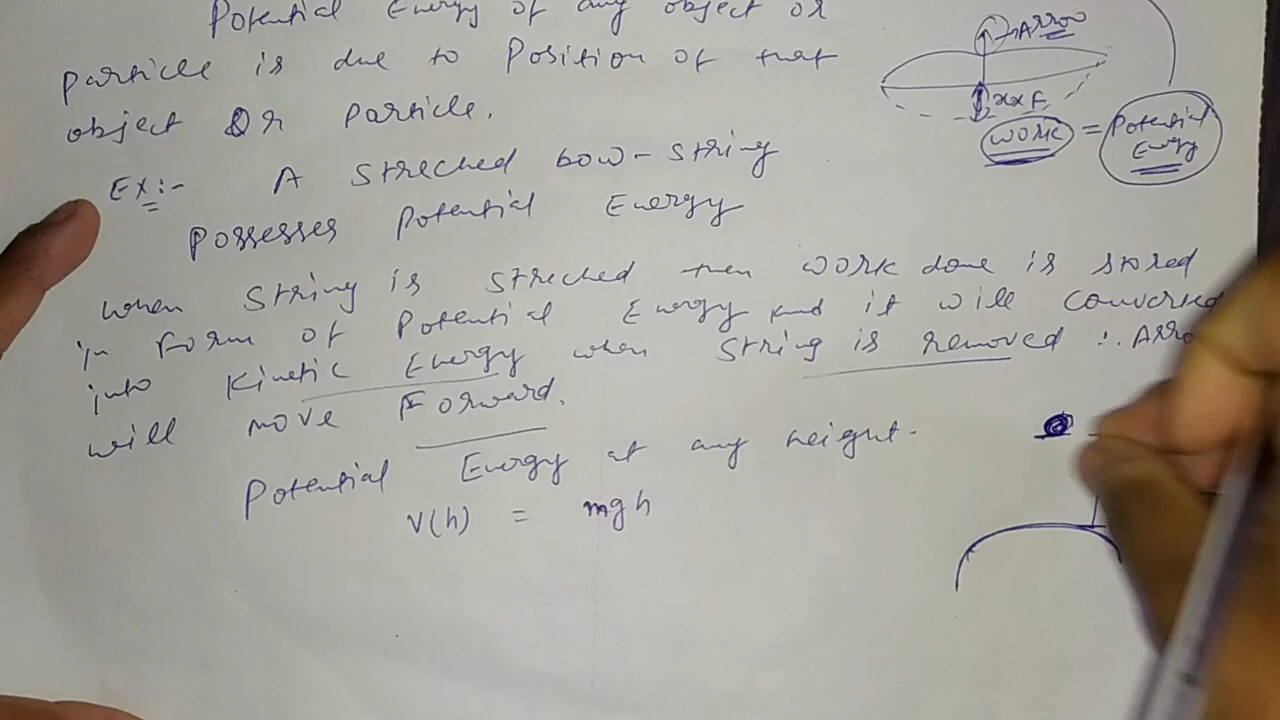 Potential Energy of any object or
particle is due to Position of that
object OR Particle.
Ex:- A streched bow-string
Possesses Potential Energy
when string is streched then work done is stored
in form of Potential Energy and it will converted
into Kinetic Energy when string is removed ∴ Arro
will move Forward.
Potential Energy at any height.
V(h) = mgh
→ Arrow
xx F
work = Potential
Energy